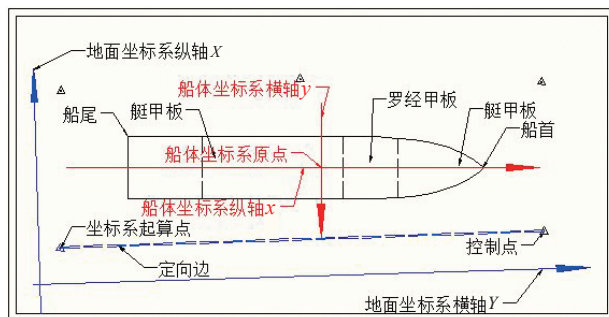 地面坐标系纵轴X
船体坐标系横轴y
罗经甲板
船尾
艇甲板
艇甲板
船首
船体坐标系原点
船体坐标系纵轴x
坐标系起算点
控制点
定向边
地面坐标系横轴Y